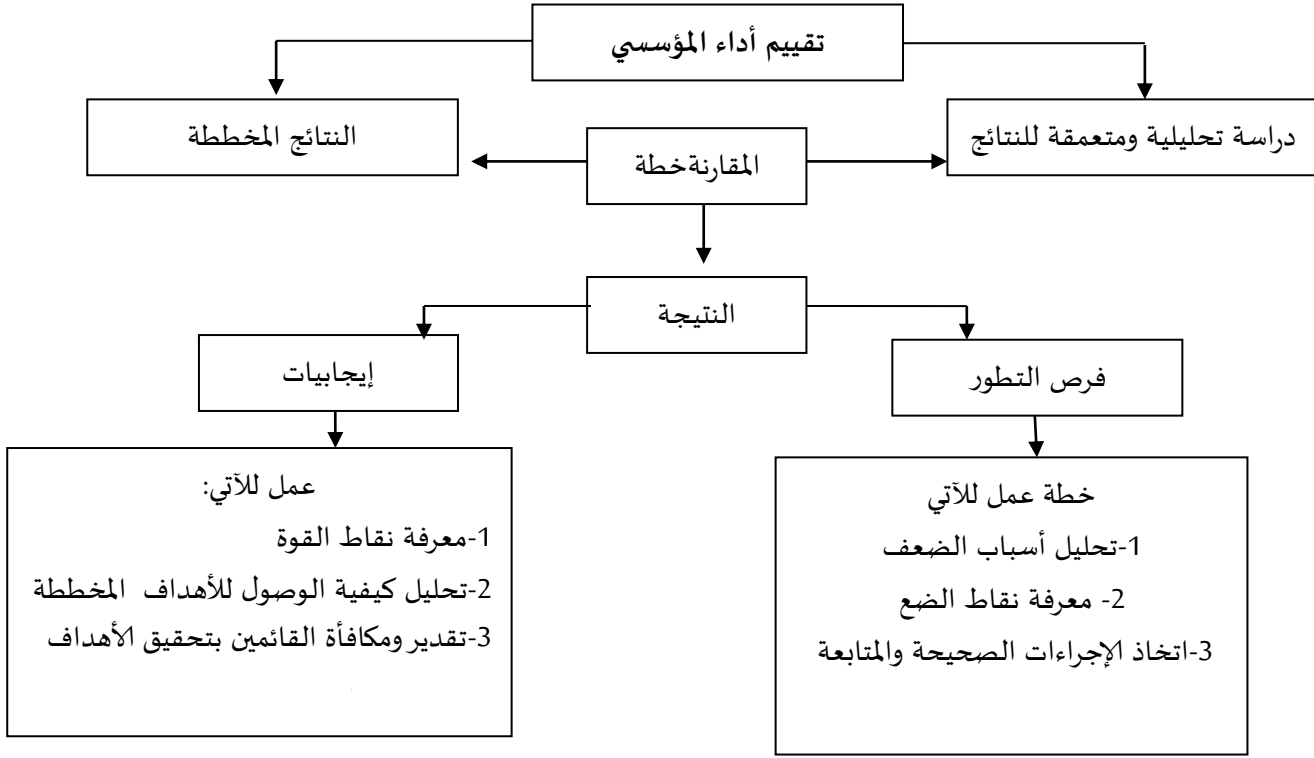 تقييم أداء المؤسسي
دراسة تحليلية ومتعمقة للنتائج
النتائج المخططة
المقارنةخطة
النتيجة
فرص التطور
إيجابيات
خطة عمل للآتي
1-تحليل أسباب الضعف
2- معرفة نقاط الضع
3-اتخاذ الإجراءات الصحيحة والمتابعة
عمل للآتي:
1-معرفة نقاط القوة
2-تحليل كيفية الوصول للأهداف المخططة
3-تقدير ومكافأة القائمين بتحقيق الأهداف